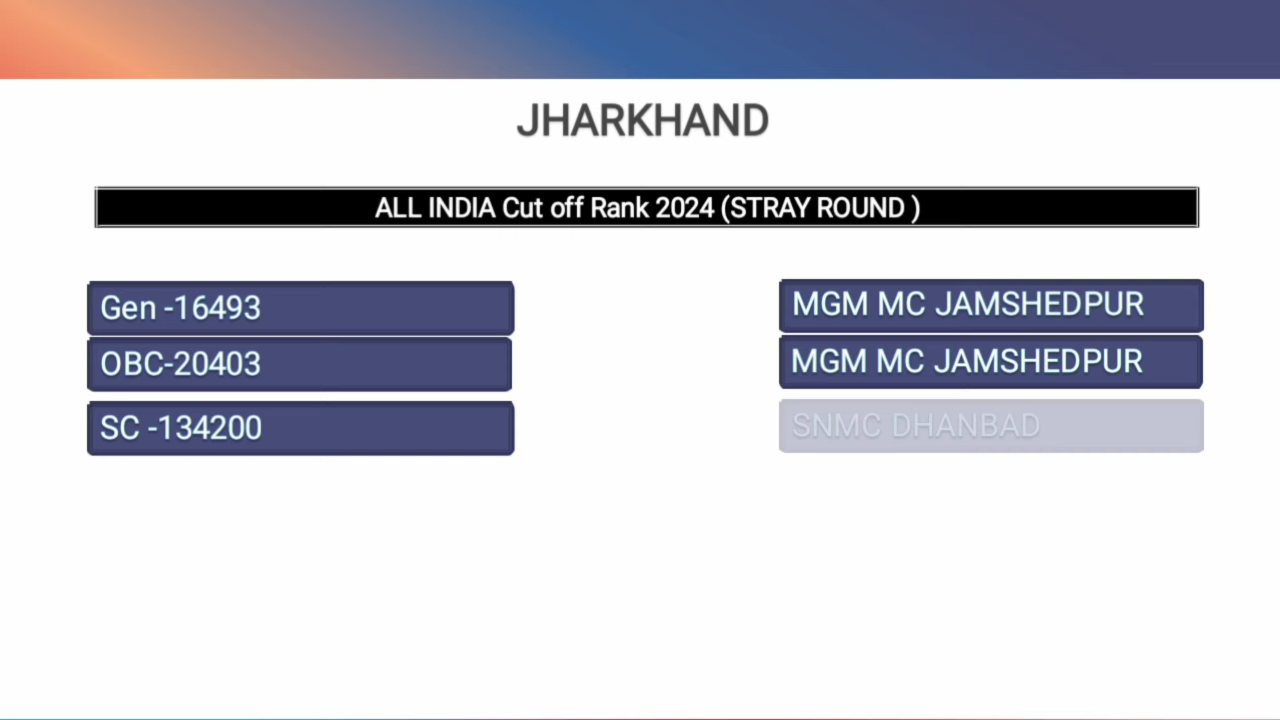 JHARKHAND
ALL INDIA Cut off Rank 2024 (STRAY ROUND )
Gen -16493
MGM MC JAMSHEDPUR
OBC-20403
MGM MC JAMSHEDPUR
SC -134200
SNMC DHANBAD